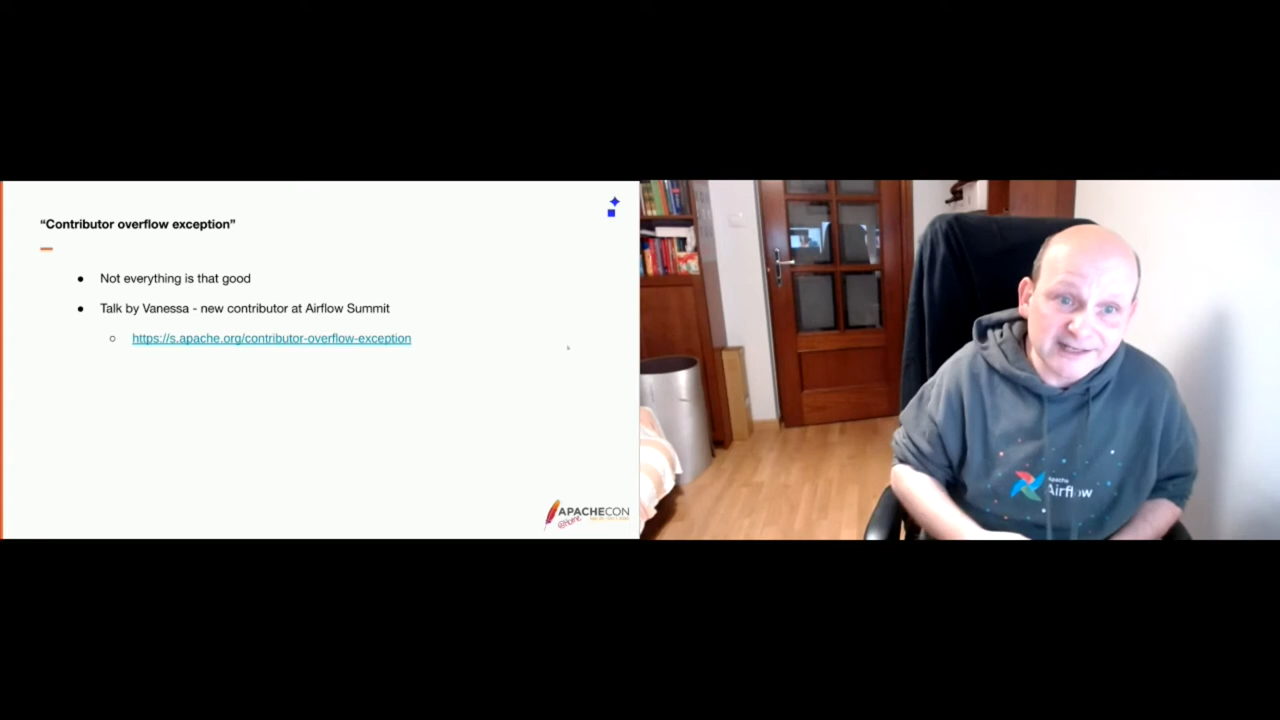 “Contributor overflow exception”
● Not everything is that good
● Talk by Vanessa - new contributor at Airflow Summit
○ https://s.apache.org/contributor-overflow-exception
APACHECON
@Home
Apache
Airflow